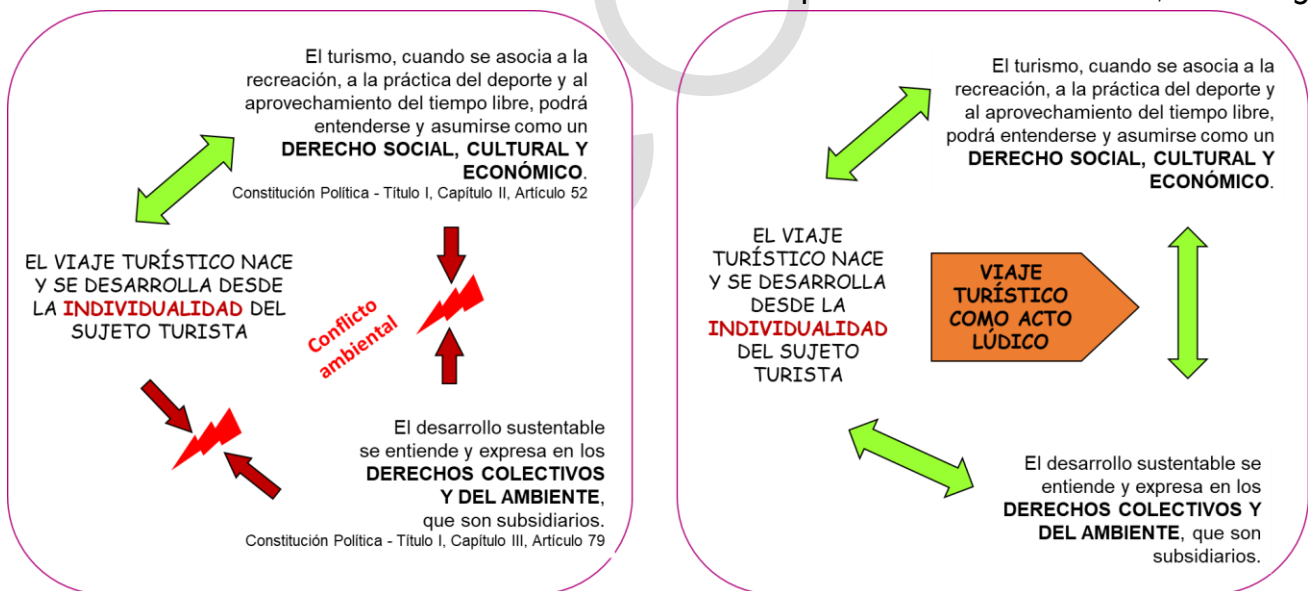 El turismo, cuando se asocia a la
recreación, a la práctica del deporte y al
aprovechamiento del tiempo libre, podrá
entenderse y asumirse como un
DERECHO SOCIAL, CULTURAL Y
ECONÓMICO.
Constitución Política - Título I, Capítulo II, Artículo 52
EL VIAJE TURÍSTICO NACE
Y SE DESARROLLA DESDE
LA INDIVIDUALIDAD DEL
SUJETO TURISTA
Conflicto
ambiental
El desarrollo sustentable
se entiende y expresa en los
DERECHOS COLECTIVOS
Y DEL AMBIENTE,
que son subsidiarios.
Constitución Política - Título I, Capítulo III, Artículo 79
El turismo, cuando se asocia a la
recreación, a la práctica del deporte y
al aprovechamiento del tiempo libre,
podrá entenderse y asumirse como un
DERECHO SOCIAL, CULTURAL Y
ECONÓMICO.
EL VIAJE
TURÍSTICO NACE
Y SE DESARROLLA
DESDE LA
INDIVIDUALIDAD
DEL SUJETO
TURISTA
VIAJE
TURÍSTICO
COMO ACTO
LÚDICO
El desarrollo sustentable se
entiende y expresa en los
DERECHOS COLECTIVOS Y
DEL AMBIENTE, que son
subsidiarios.